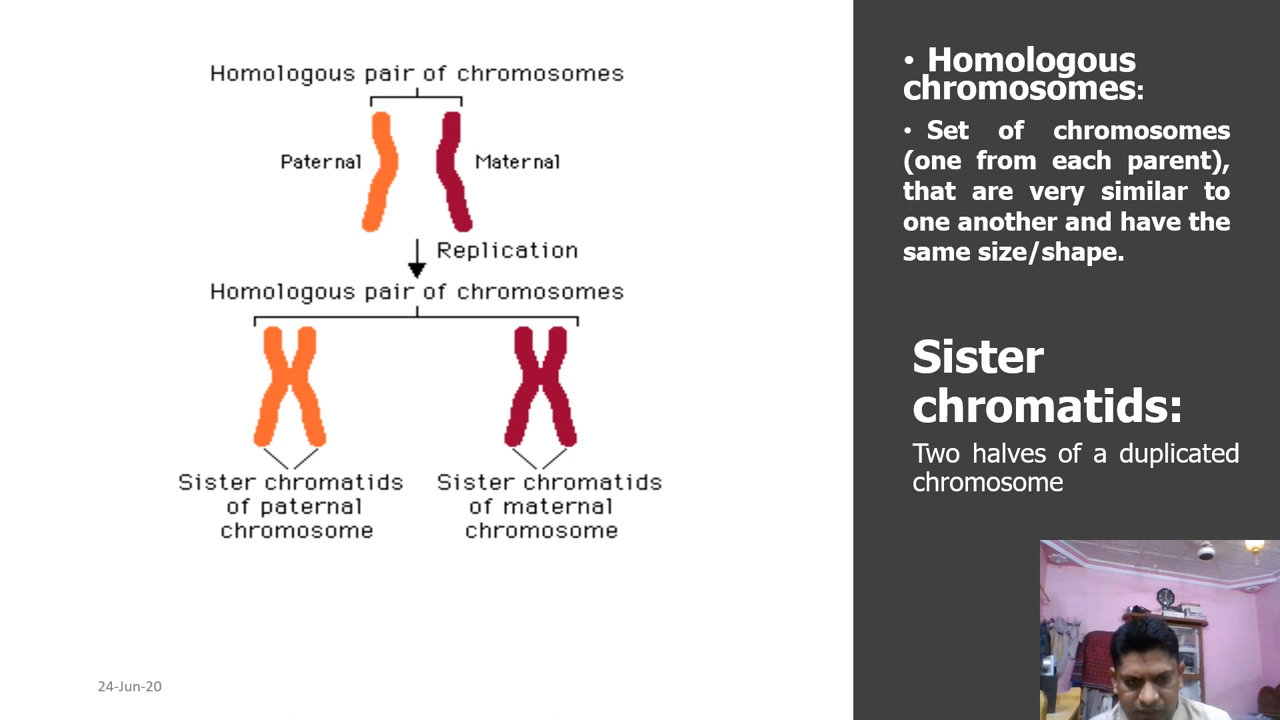 Homologous pair of chromosomes
Paternal
Maternal
Replication
Homologous pair of chromosomes
Sister chromatids
of paternal
chromosome
Sister chromatids
of maternal
chromosome
24-Jun-20
• Homologous
chromosomes:
• Set of chromosomes
(one from each parent),
that are very similar to
one another and have the
same size/shape.
Sister
chromatids:
Two halves of a duplicated
chromosome